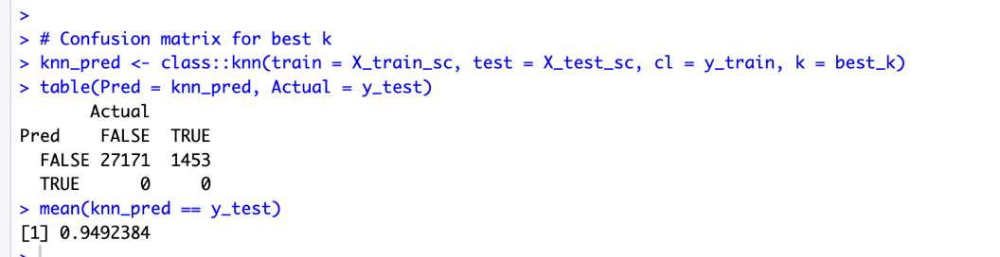 >
> # Confusion matrix for best k
> knn_pred <- class::knn(train = X_train_sc, test = X_test_sc, cl = y_train, k = best_k)
> table(Pred = knn_pred, Actual = y_test)
       Actual
Pred    FALSE  TRUE
  FALSE 27171  1453
  TRUE      0     0
> mean(knn_pred == y_test)
[1] 0.9492384
>